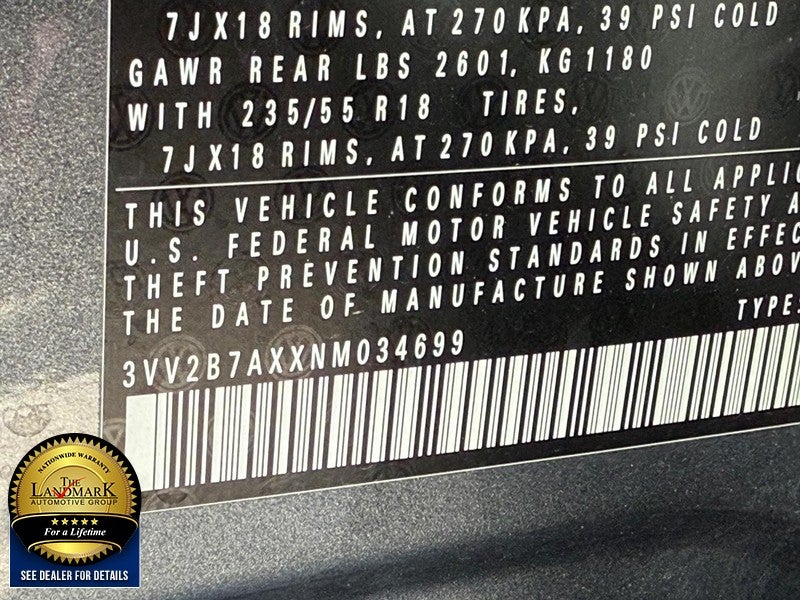 7JX18 RIMS, AT 270 KPA, 39 PSI COLD
GAWR REAR LBS 2601, KG 1180
WITH 235/55 R18 TIRES,
7JX18 RIMS, AT 270 KPA, 39 PSI COLD
THIS VEHICLE CONFORMS TO ALL APPLIC
U.S. FEDERAL MOTOR VEHICLE SAFETY A
THEFT PREVENTION STANDARDS IN EFFEC
THE DATE OF MANUFACTURE SHOWN ABOV
TYPE:
3VV2B7AXXNM034699
NATIONWIDE WARRANTY
THE
LANDMARK
AUTOMOTIVE GROUP
For a Lifetime
SEE DEALER FOR DETAILS